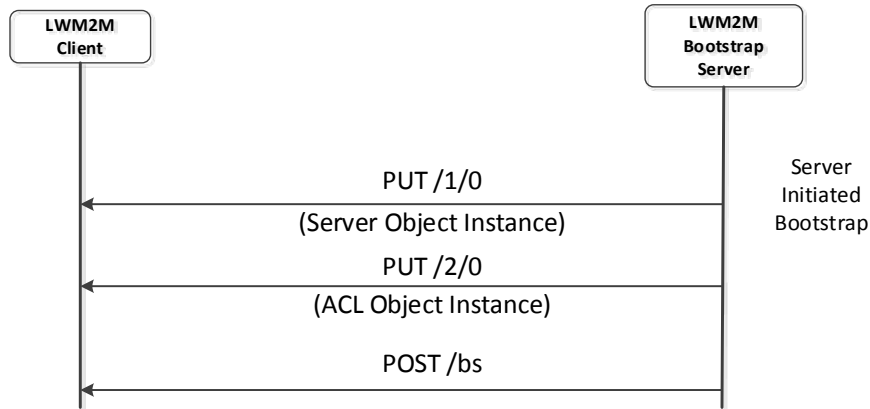 LWM2M
Client
LWM2M
Bootstrap
Server
PUT /1/0
(Server Object Instance)
Server
Initiated
Bootstrap
PUT /2/0
(ACL Object Instance)
POST /bs